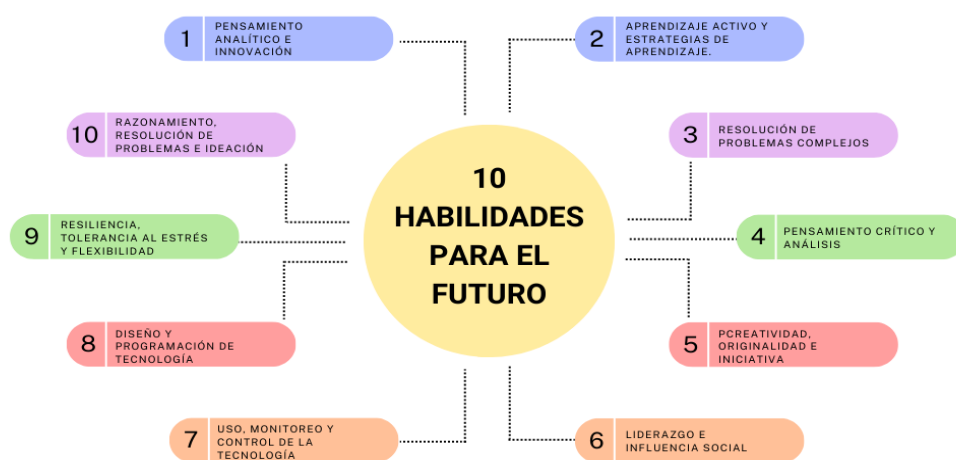 10
HABILIDADES
PARA EL
FUTURO
1
PENSAMIENTO
ANALÍTICO E
INNOVACIÓN
2
APRENDIZAJE ACTIVO Y
ESTRATEGIAS DE
APRENDIZAJE.
3
RESOLUCIÓN DE
PROBLEMAS COMPLEJOS
4
PENSAMIENTO CRÍTICO Y
ANÁLISIS
5
PCREATIVIDAD,
ORIGINALIDAD E
INICIATIVA
6
LIDERAZGO E
INFLUENCIA SOCIAL
7
USO, MONITOREO Y
CONTROL DE LA
TECNOLOGÍA
8
DISEÑO Y
PROGRAMACIÓN DE
TECNOLOGÍA
9
RESILIENCIA,
TOLERANCIA AL ESTRÉS
Y FLEXIBILIDAD
10
RAZONAMIENTO,
RESOLUCIÓN DE
PROBLEMAS E IDEACIÓN